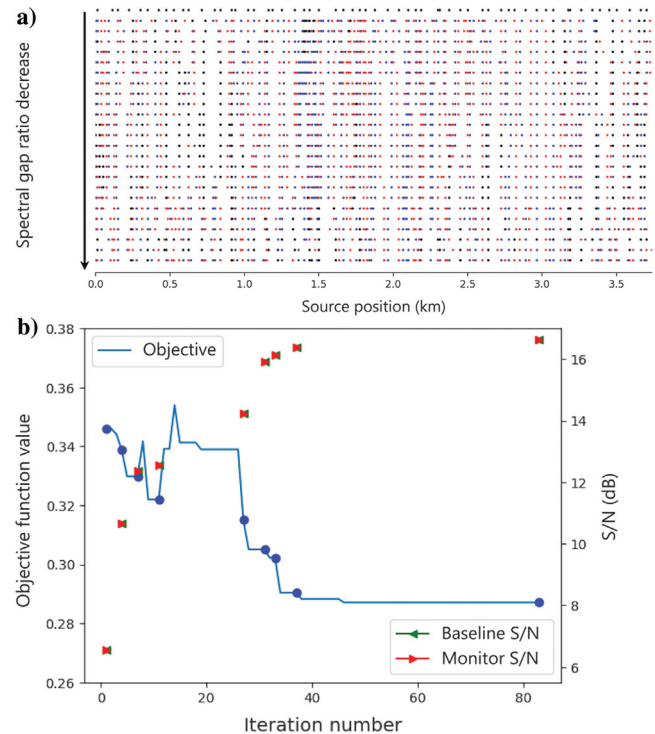 a)
Spectral gap ratio decrease
0.0 0.5 1.0 1.5 2.0 2.5 3.0 3.5
Source position (km)
b)
0.38
0.36
0.34
0.32
0.30
0.28
0.26
Objective function value
Objective
16
14
12
10
8
6
S/N (dB)
Baseline S/N
Monitor S/N
0 20 40 60 80
Iteration number